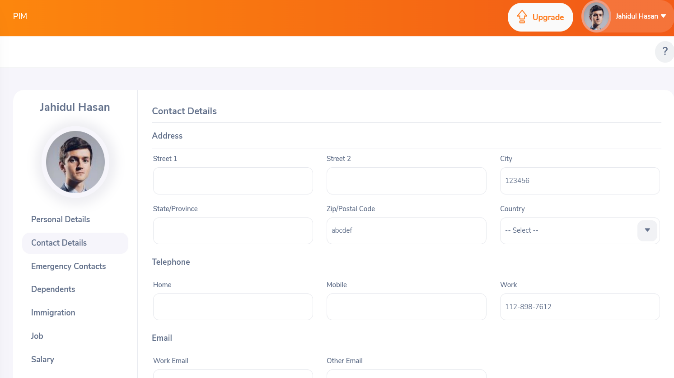 PIM
Upgrade
Jahidul Hasan
?
Jahidul Hasan
Personal Details
Contact Details
Emergency Contacts
Dependents
Immigration
Job
Salary
Contact Details
Address
Street 1 Street 2 City
123456
State/Province Zip/Postal Code Country
abcdef -- Select --
Telephone
Home Mobile Work
112-898-7612
Email
Work Email Other Email